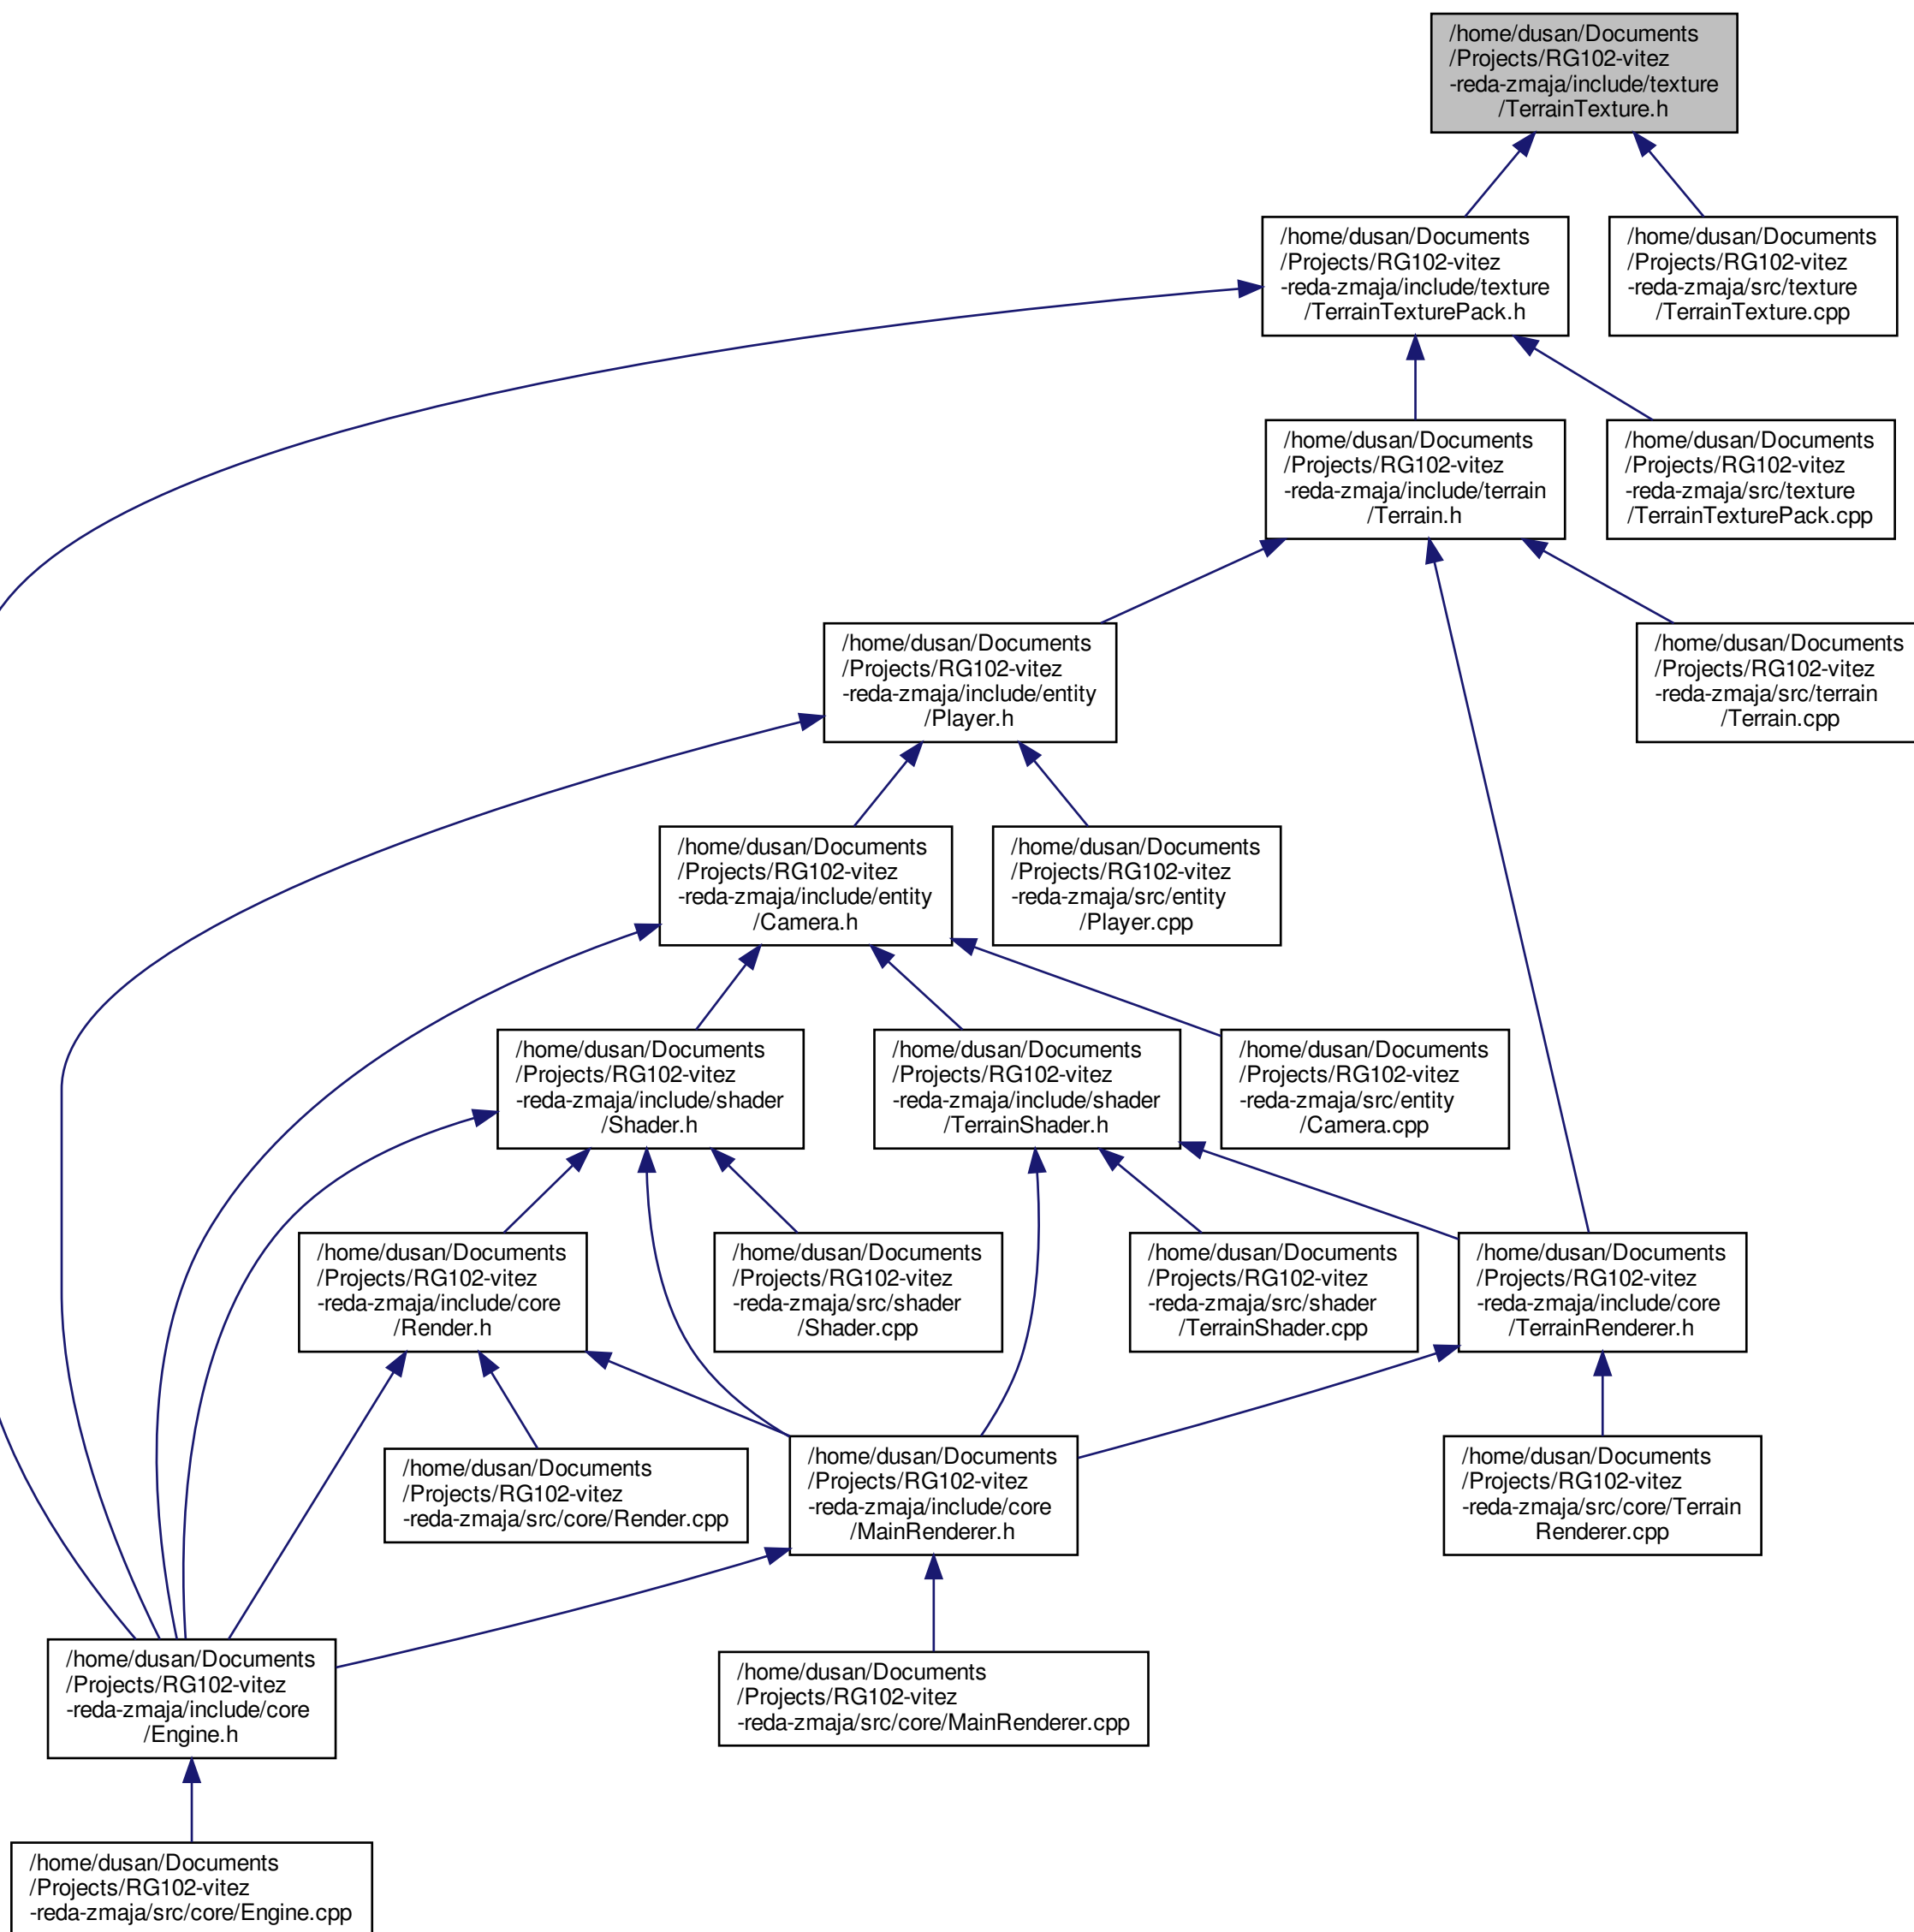 /home/dusan/Documents
/Projects/RG102-vitez
-reda-zmaja/include/texture
/TerrainTexture.h
/home/dusan/Documents
/Projects/RG102-vitez
-reda-zmaja/include/texture
/TerrainTexturePack.h
/home/dusan/Documents
/Projects/RG102-vitez
-reda-zmaja/src/texture
/TerrainTexture.cpp
/home/dusan/Documents
/Projects/RG102-vitez
-reda-zmaja/include/terrain
/Terrain.h
/home/dusan/Documents
/Projects/RG102-vitez
-reda-zmaja/src/texture
/TerrainTexturePack.cpp
/home/dusan/Documents
/Projects/RG102-vitez
-reda-zmaja/include/entity
/Player.h
/home/dusan/Documents
/Projects/RG102-vitez
-reda-zmaja/src/terrain
/Terrain.cpp
/home/dusan/Documents
/Projects/RG102-vitez
-reda-zmaja/include/entity
/Camera.h
/home/dusan/Documents
/Projects/RG102-vitez
-reda-zmaja/src/entity
/Player.cpp
/home/dusan/Documents
/Projects/RG102-vitez
-reda-zmaja/include/shader
/Shader.h
/home/dusan/Documents
/Projects/RG102-vitez
-reda-zmaja/include/shader
/TerrainShader.h
/home/dusan/Documents
/Projects/RG102-vitez
-reda-zmaja/src/entity
/Camera.cpp
/home/dusan/Documents
/Projects/RG102-vitez
-reda-zmaja/include/core
/Render.h
/home/dusan/Documents
/Projects/RG102-vitez
-reda-zmaja/src/shader
/Shader.cpp
/home/dusan/Documents
/Projects/RG102-vitez
-reda-zmaja/src/shader
/TerrainShader.cpp
/home/dusan/Documents
/Projects/RG102-vitez
-reda-zmaja/include/core
/TerrainRenderer.h
/home/dusan/Documents
/Projects/RG102-vitez
-reda-zmaja/src/core/Render.cpp
/home/dusan/Documents
/Projects/RG102-vitez
-reda-zmaja/include/core
/MainRenderer.h
/home/dusan/Documents
/Projects/RG102-vitez
-reda-zmaja/src/core/Terrain
Renderer.cpp
/home/dusan/Documents
/Projects/RG102-vitez
-reda-zmaja/include/core
/Engine.h
/home/dusan/Documents
/Projects/RG102-vitez
-reda-zmaja/src/core/MainRenderer.cpp
/home/dusan/Documents
/Projects/RG102-vitez
-reda-zmaja/src/core/Engine.cpp